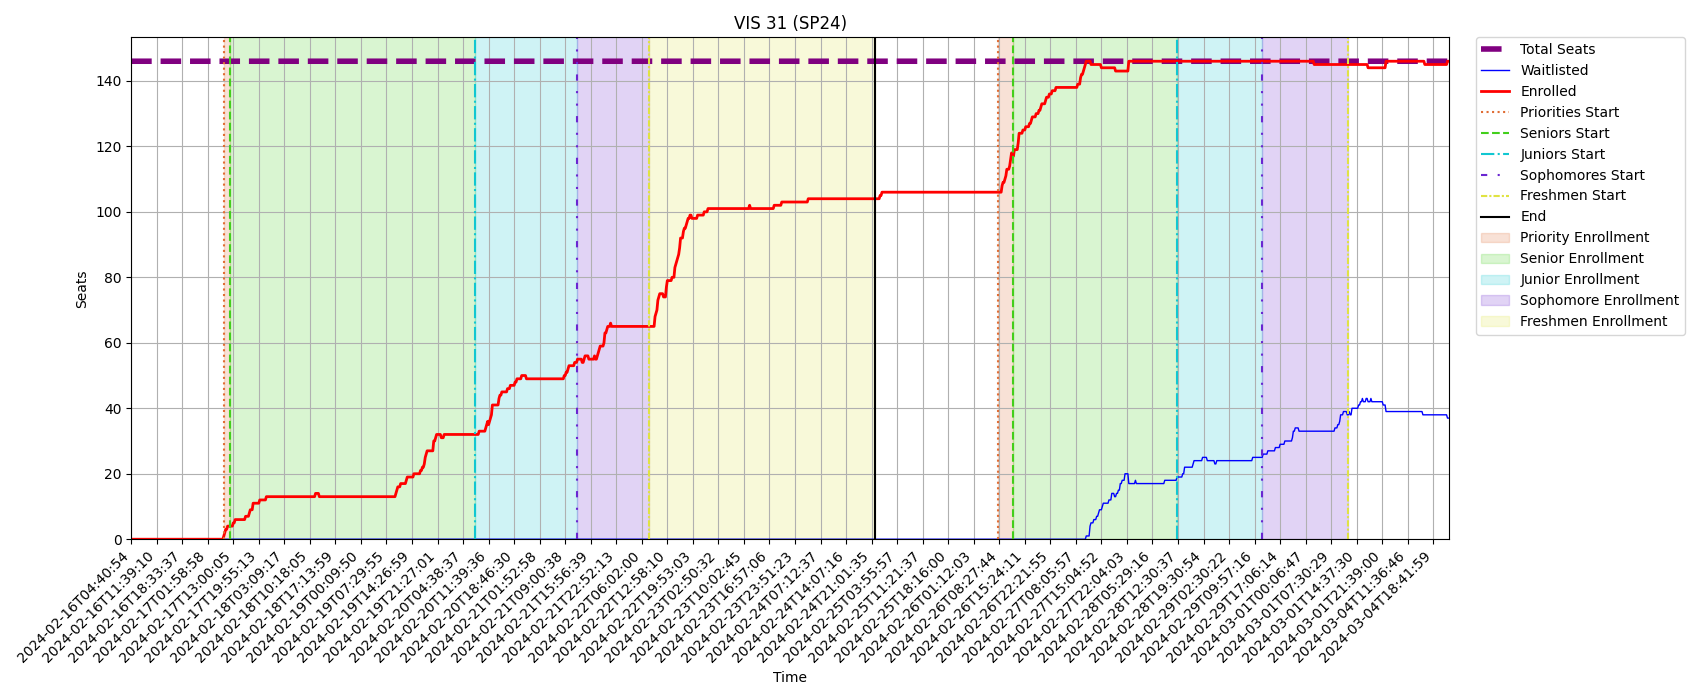 VIS 31 (SP24)
Seats
140
120
100
80
60
40
20
0
2024-02-16T04:40:54
2024-02-16T11:39:10
2024-02-16T18:33:37
2024-02-17T01:58:58
2024-02-17T13:00:05
2024-02-17T19:55:13
2024-02-18T03:09:17
2024-02-18T10:18:05
2024-02-18T17:13:59
2024-02-19T00:09:50
2024-02-19T07:29:55
2024-02-19T14:26:59
2024-02-19T21:27:01
2024-02-20T04:38:37
2024-02-20T11:39:36
2024-02-20T18:46:30
2024-02-21T01:52:58
2024-02-21T09:00:38
2024-02-21T15:56:39
2024-02-21T22:52:13
2024-02-22T06:02:00
2024-02-22T12:58:10
2024-02-22T19:53:03
2024-02-23T02:50:32
2024-02-23T10:02:45
2024-02-23T16:57:06
2024-02-23T23:51:23
2024-02-24T07:12:37
2024-02-24T14:07:16
2024-02-24T21:01:35
2024-02-25T03:55:57
2024-02-25T11:21:37
2024-02-25T18:16:00
2024-02-26T01:12:03
2024-02-26T08:27:44
2024-02-26T15:24:11
2024-02-26T22:21:55
2024-02-27T08:05:57
2024-02-27T15:04:52
2024-02-27T22:04:03
2024-02-28T05:29:16
2024-02-28T12:30:37
2024-02-28T19:30:54
2024-02-29T02:30:22
2024-02-29T09:57:16
2024-02-29T17:06:14
2024-03-01T00:06:47
2024-03-01T07:30:29
2024-03-01T14:37:30
2024-03-01T21:39:00
2024-03-04T11:36:46
2024-03-04T18:41:59
Time
Total Seats
Waitlisted
Enrolled
Priorities Start
Seniors Start
Juniors Start
Sophomores Start
Freshmen Start
End
Priority Enrollment
Senior Enrollment
Junior Enrollment
Sophomore Enrollment
Freshmen Enrollment